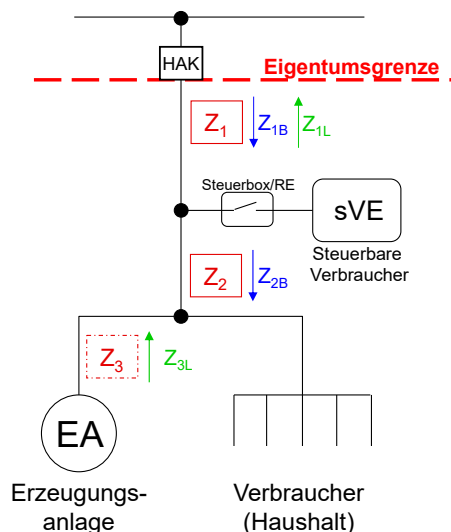 HAK
Eigentumsgrenze
Z1 Z1B Z1L
Steuerbox/RE
sVE
Steuerbare
Verbraucher
Z2 Z2B
Z3 Z3L
EA
Erzeugungs-
anlage
Verbraucher
(Haushalt)